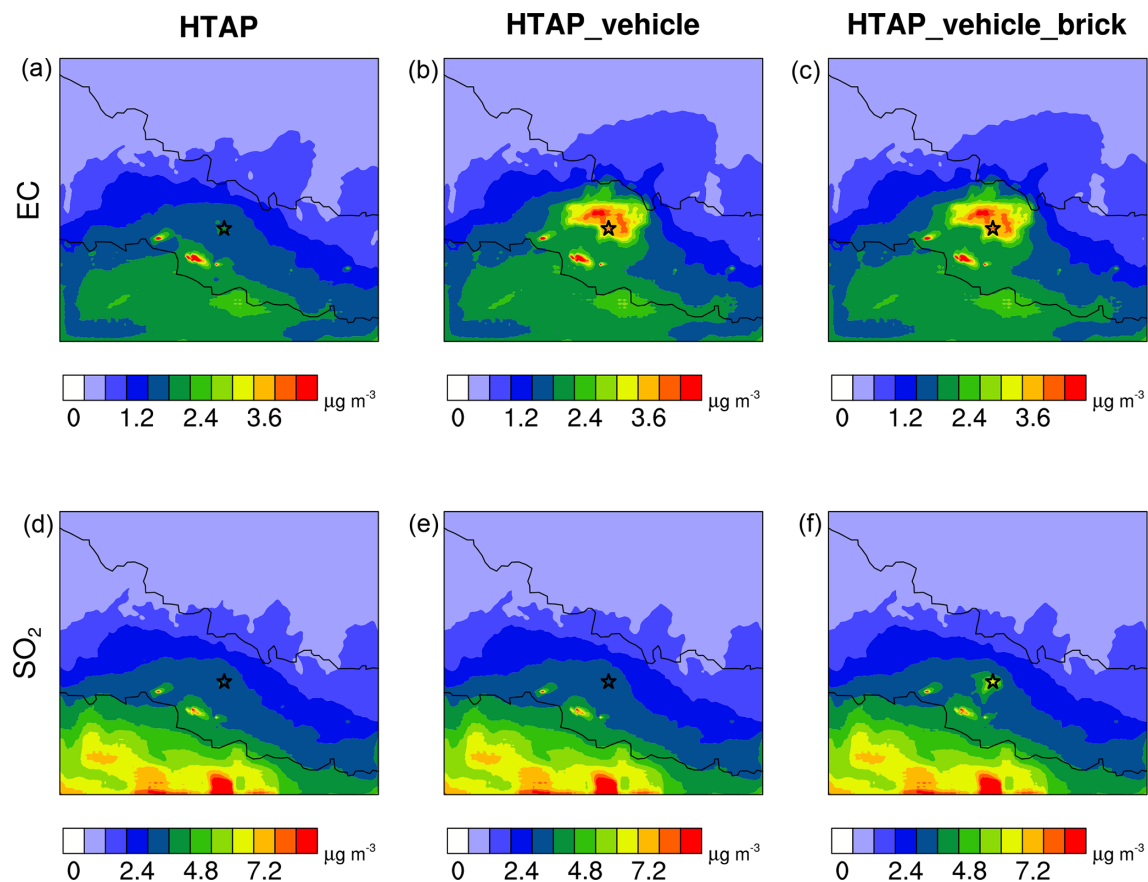 HTAP HTAP_vehicle HTAP_vehicle_brick
(a) (b) (c)
EC
0 1.2 2.4 3.6 μg m⁻³ 0 1.2 2.4 3.6 μg m⁻³ 0 1.2 2.4 3.6 μg m⁻³
(d) (e) (f)
SO₂
0 2.4 4.8 7.2 μg m⁻³ 0 2.4 4.8 7.2 μg m⁻³ 0 2.4 4.8 7.2 μg m⁻³